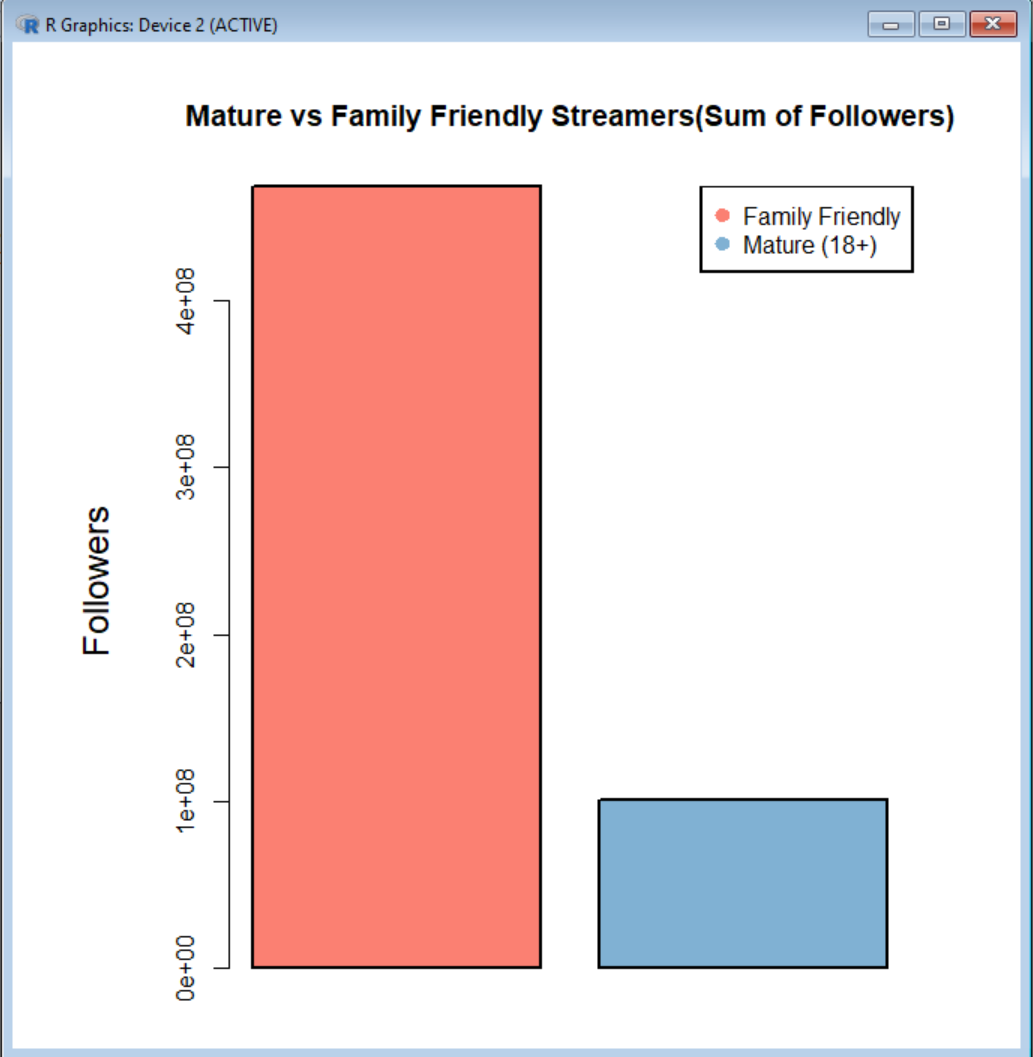 R Graphics: Device 2 (ACTIVE)
Mature vs Family Friendly Streamers(Sum of Followers)
Family Friendly
Mature (18+)
4e+08
3e+08
2e+08
1e+08
0e+00
Followers